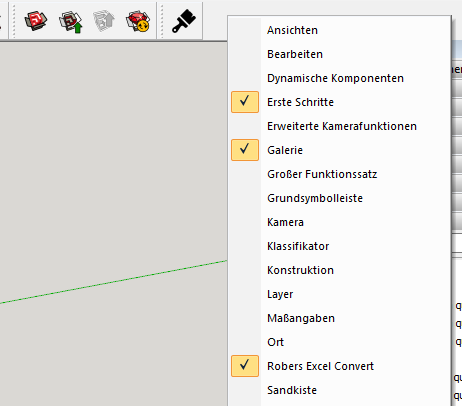 Ansichten
Bearbeiten
Dynamische Komponenten
Erste Schritte
Erweiterte Kamerafunktionen
Galerie
Großer Funktionssatz
Grundsymbolleiste
Kamera
Klassifikator
Konstruktion
Layer
Maßangaben
Ort
Robers Excel Convert
Sandkiste